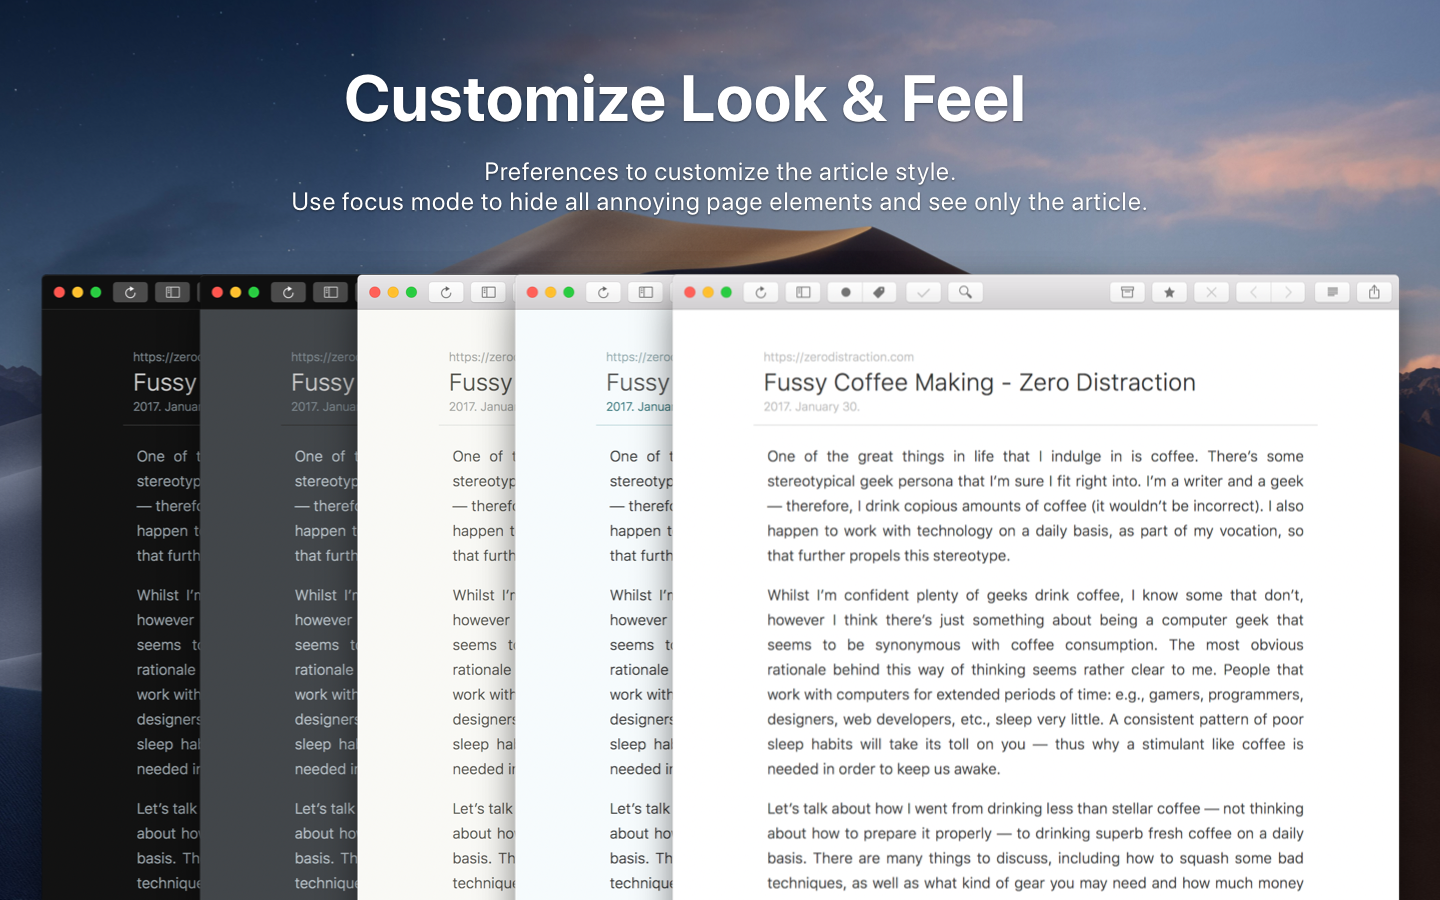 Customize Look & Feel
Preferences to customize the article style.
Use focus mode to hide all annoying page elements and see only the article.
https://zero
Fussy
2017. Janua
One of t
stereotyp
— therefo
happen t
that furth
Whilst I'm
however
seems to
rationale
work with
designers
sleep hal
needed in
Let's talk
about ho
basis. Th
technique
https://zero
Fussy
2017. Janua
One of t
stereotyp
— therefo
happen t
that furth
Whilst I'm
however
seems to
rationale
work with
designers
sleep hal
needed in
Let's talk
about ho
basis. Th
technique
https://zero
Fussy
2017. Janua
One of t
stereotyp
— therefo
happen t
that furth
Whilst I'm
however
seems to
rationale
work with
designers
sleep hal
needed in
Let's talk
about ho
basis. Th
technique
https://zero
Fussy
2017. Janua
One of t
stereotyp
— therefo
happen t
that furth
Whilst I'm
however
seems to
rationale
work with
designers
sleep hal
needed in
Let's talk
about ho
basis. Th
technique
https://zerodistraction.com
Fussy Coffee Making - Zero Distraction
2017. January 30.
One of the great things in life that I indulge in is coffee. There's some
stereotypical geek persona that I'm sure I fit right into. I'm a writer and a geek
— therefore, I drink copious amounts of coffee (it wouldn't be incorrect). I also
happen to work with technology on a daily basis, as part of my vocation, so
that further propels this stereotype.
Whilst I'm confident plenty of geeks drink coffee, I know some that don't,
however I think there's just something about being a computer geek that
seems to be synonymous with coffee consumption. The most obvious
rationale behind this way of thinking seems rather clear to me. People that
work with computers for extended periods of time: e.g., gamers, programmers,
designers, web developers, etc., sleep very little. A consistent pattern of poor
sleep habits will take its toll on you — thus why a stimulant like coffee is
needed in order to keep us awake.
Let's talk about how I went from drinking less than stellar coffee — not thinking
about how to prepare it properly — to drinking superb fresh coffee on a daily
basis. There are many things to discuss, including how to squash some bad
techniques, as well as what kind of gear you may need and how much money